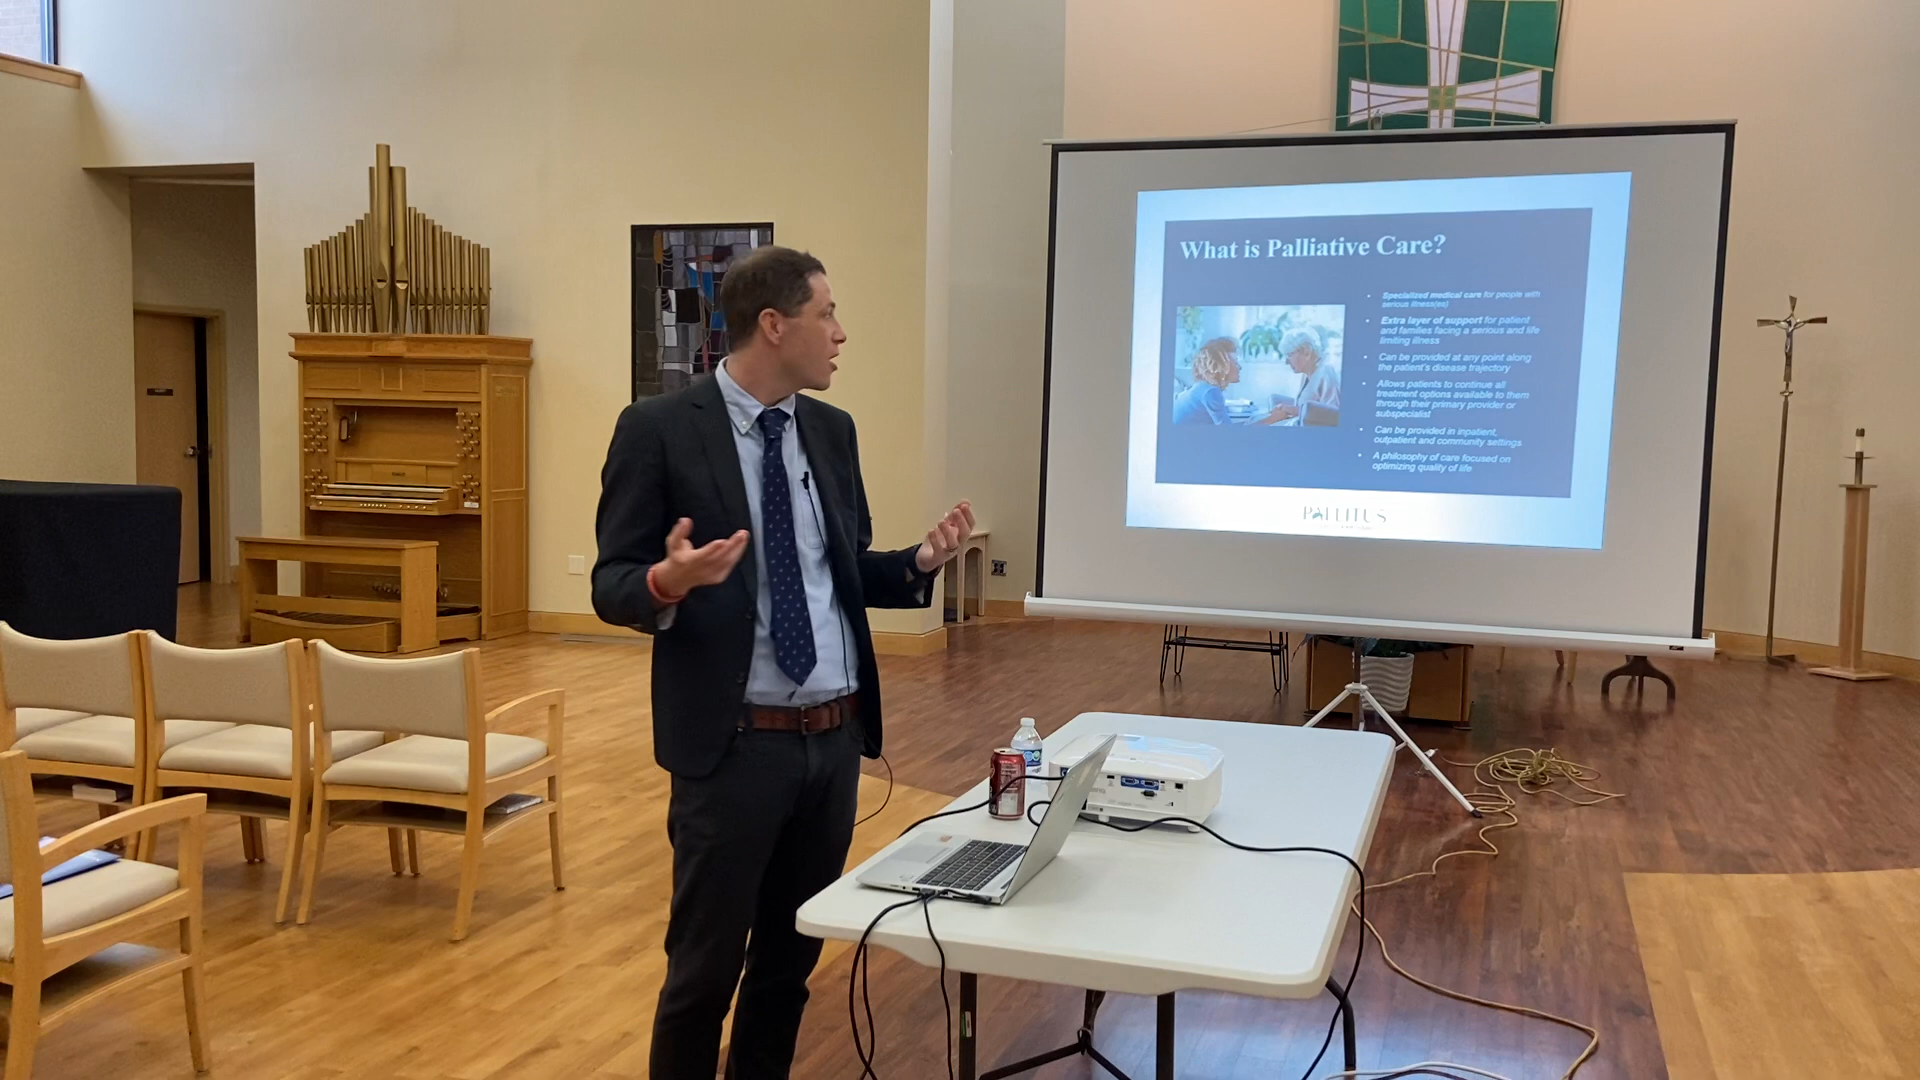 What is Palliative Care?
• Specialized medical care for people with
serious illness(es)
• Extra layer of support for patient
and families facing a serious and life
limiting illness
• Can be provided at any point along
the patient's disease trajectory
• Allows patients to continue all
treatment options available to them
through their primary provider or
subspecialist
• Can be provided in inpatient,
outpatient and community settings
• A philosophy of care focused on
optimizing quality of life
PALLITUS